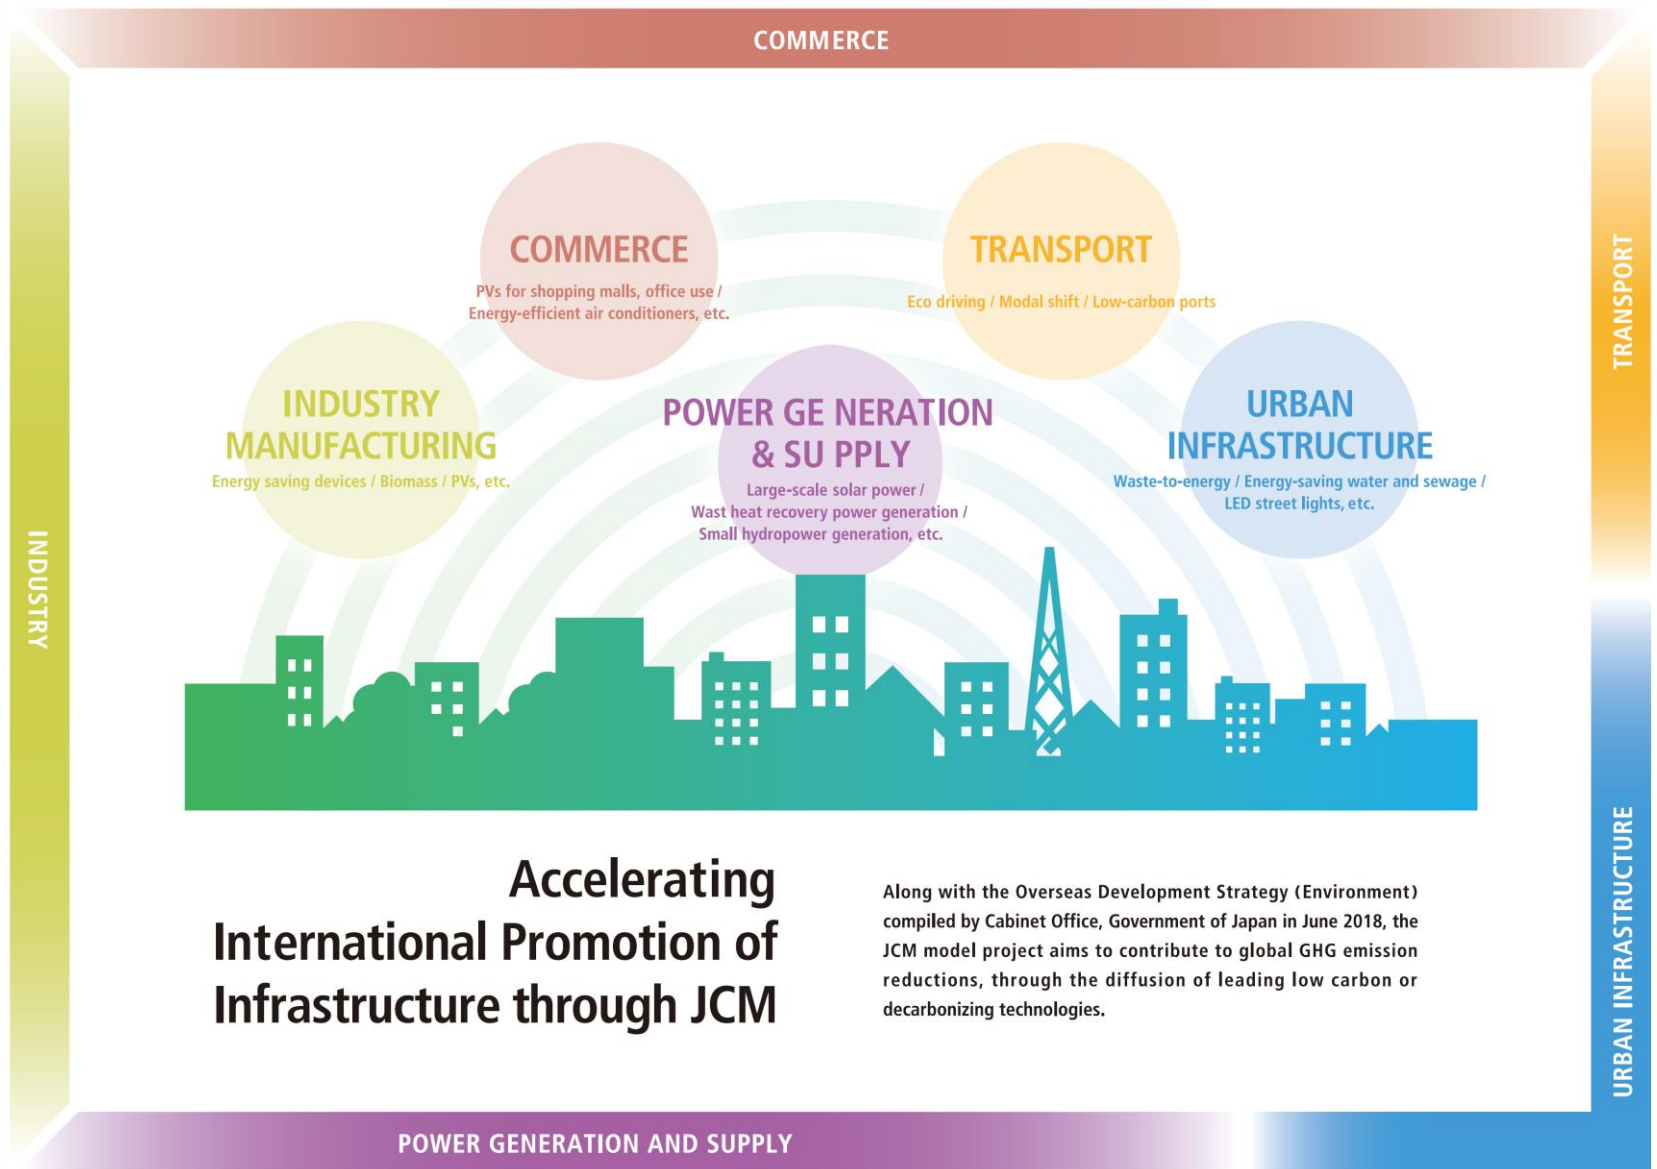 COMMERCE
COMMERCE
PVs for shopping malls, office use /
Energy-efficient air conditioners, etc.
TRANSPORT
Eco driving / Modal shift / Low-carbon ports
INDUSTRY
MANUFACTURING
Energy saving devices / Biomass / PVs, etc.
POWER GE NERATION
& SU PPLY
Large-scale solar power /
Wast heat recovery power generation /
Small hydropower generation, etc.
URBAN
INFRASTRUCTURE
Waste-to-energy / Energy-saving water and sewage /
LED street lights, etc.
INDUSTRY
TRANSPORT
URBAN INFRASTRUCTURE
Accelerating
International Promotion of
Infrastructure through JCM
Along with the Overseas Development Strategy (Environment)
compiled by Cabinet Office, Government of Japan in June 2018, the
JCM model project aims to contribute to global GHG emission
reductions, through the diffusion of leading low carbon or
decarbonizing technologies.
POWER GENERATION AND SUPPLY